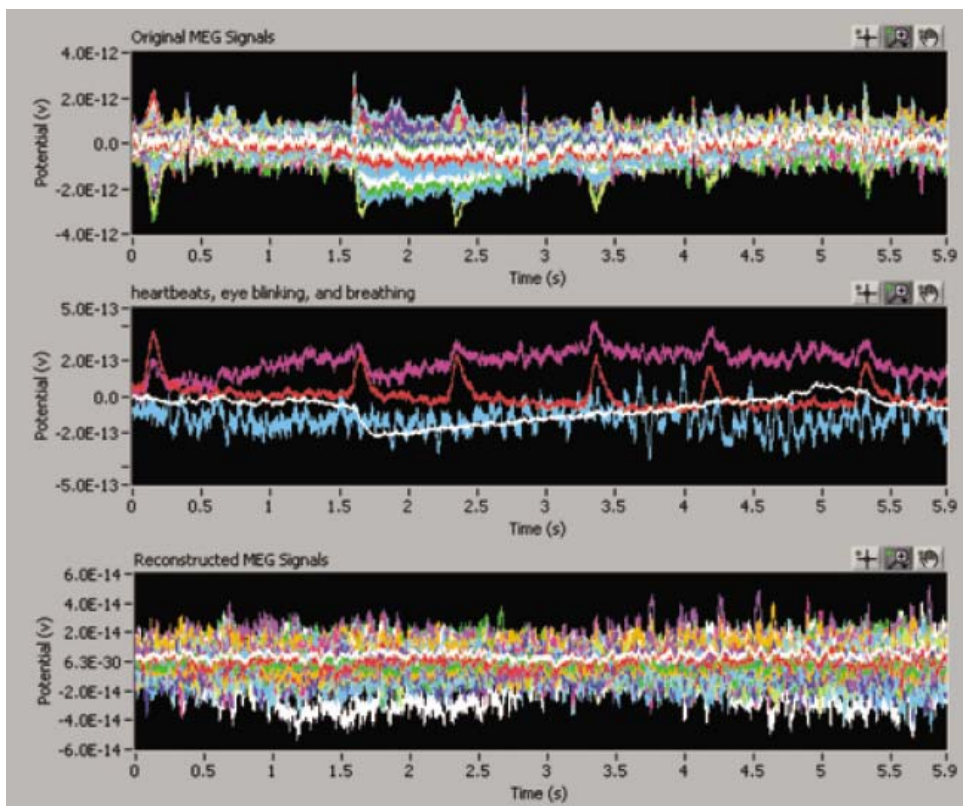 Original MEG Signals
Potential (v)
4.0E-12
2.0E-12
0.0
-2.0E-12
-4.0E-12
0 0.5 1 1.5 2 2.5 3 3.5 4 4.5 5 5.5 5.9
Time (s)
heartbeats, eye blinking, and breathing
Potential (v)
5.0E-13
2.0E-13
0.0
-2.0E-13
-5.0E-13
0 0.5 1 1.5 2 2.5 3 3.5 4 4.5 5 5.5 5.9
Time (s)
Reconstructed MEG Signals
Potential (v)
6.0E-14
4.0E-14
2.0E-14
6.3E-30
-2.0E-14
-4.0E-14
-6.0E-14
0 0.5 1 1.5 2 2.5 3 3.5 4 4.5 5 5.5 5.9
Time (s)